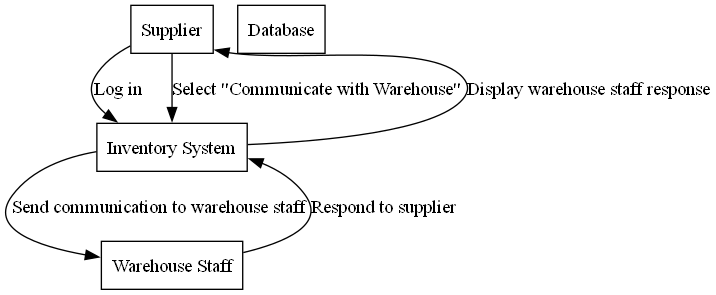 Supplier
Database
Log in
Select "Communicate with Warehouse"
Display warehouse staff response
Inventory System
Send communication to warehouse staff
Respond to supplier
Warehouse Staff